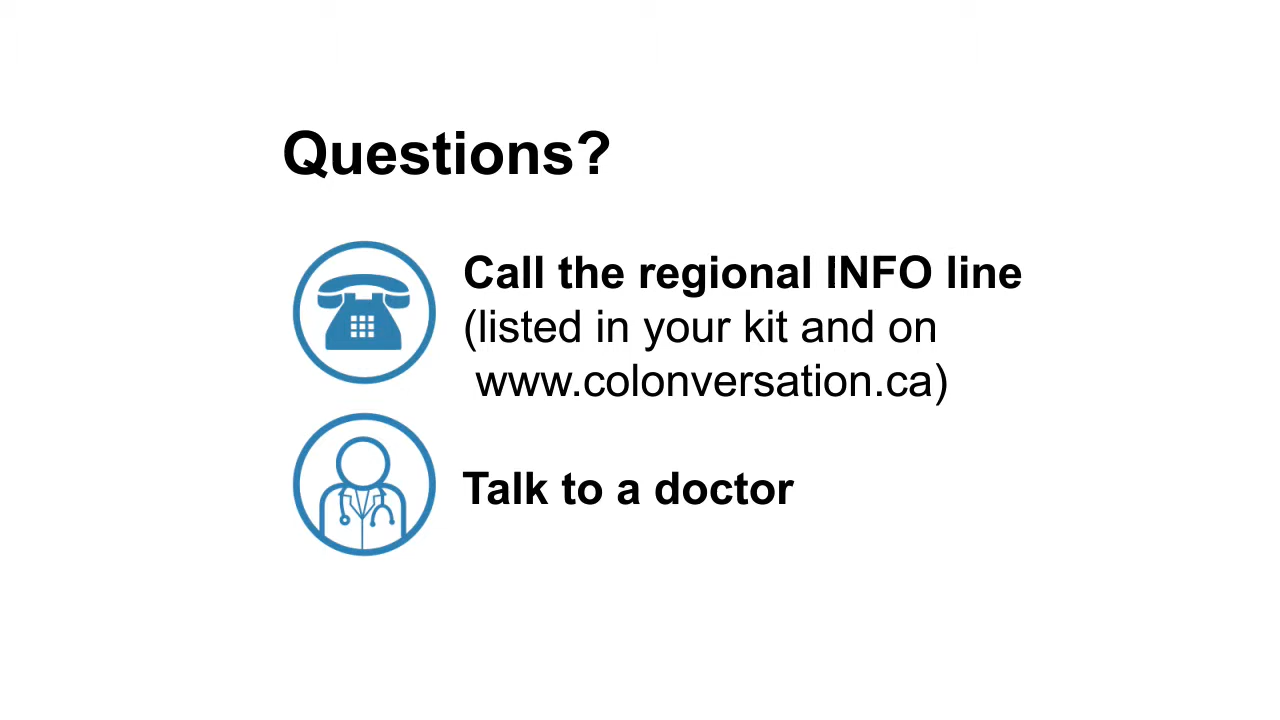 Questions?
Call the regional INFO line
(listed in your kit and on
www.colonversation.ca)
Talk to a doctor